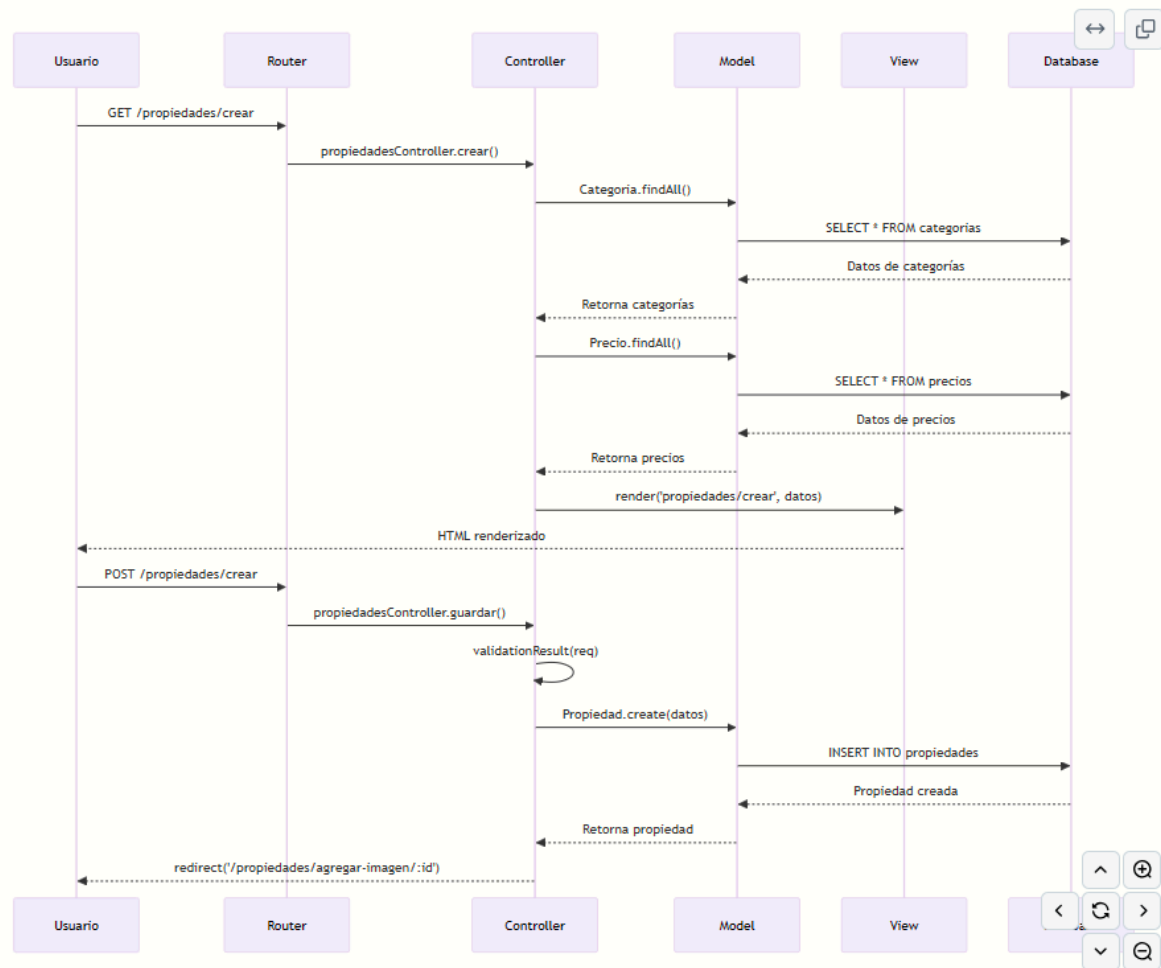 Usuario
Router
Controller
Model
View
Database
GET /propiedades/crear
propiedadesController.crear()
Categoria.findAll()
SELECT * FROM categorias
Datos de categorías
Retorna categorías
Precio.findAll()
SELECT * FROM precios
Datos de precios
Retorna precios
render('propiedades/crear', datos)
HTML renderizado
POST /propiedades/crear
propiedadesController.guardar()
validationResult(req)
Propiedad.create(datos)
INSERT INTO propiedades
Propiedad creada
Retorna propiedad
redirect('/propiedades/agregar-imagen/:id')
Usuario
Router
Controller
Model
View